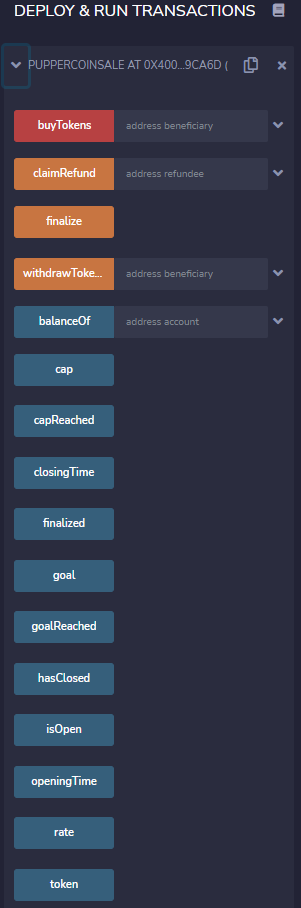 DEPLOY & RUN TRANSACTIONS
PUPPERCOINSALE AT 0X400...9CA6D (
buyTokens address beneficiary
claimRefund address refundee
finalize
withdrawToke... address beneficiary
balanceOf address account
cap
capReached
closingTime
finalized
goal
goalReached
hasClosed
isOpen
openingTime
rate
token